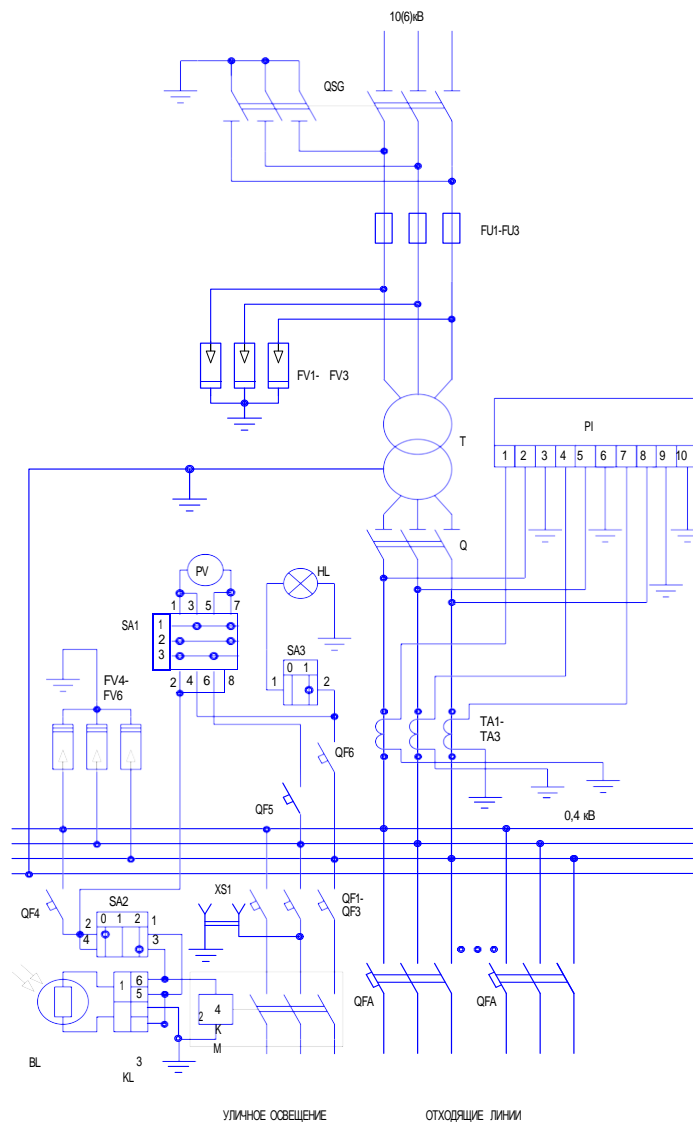 10(6)кВ
QSG
FU1-FU3
FV1- FV3
T
PI
1 2 3 4 5 6 7 8 9 10
Q
PV
HL
1 3 5 7
SA1
1
2
3
2 4 6 8
SA3
0 1
1 2
FV4-
FV6
TA1-
TA3
QF6
QF5
0,4 кВ
QF4
SA2
0 1 2
2 1
4 3
XS1
QF1-
QF3
QFA
QFA
1 6
5
2 4
K
M
BL
3
KL
УЛИЧНОЕ ОСВЕЩЕНИЕ
ОТХОДЯЩИЕ ЛИНИИ